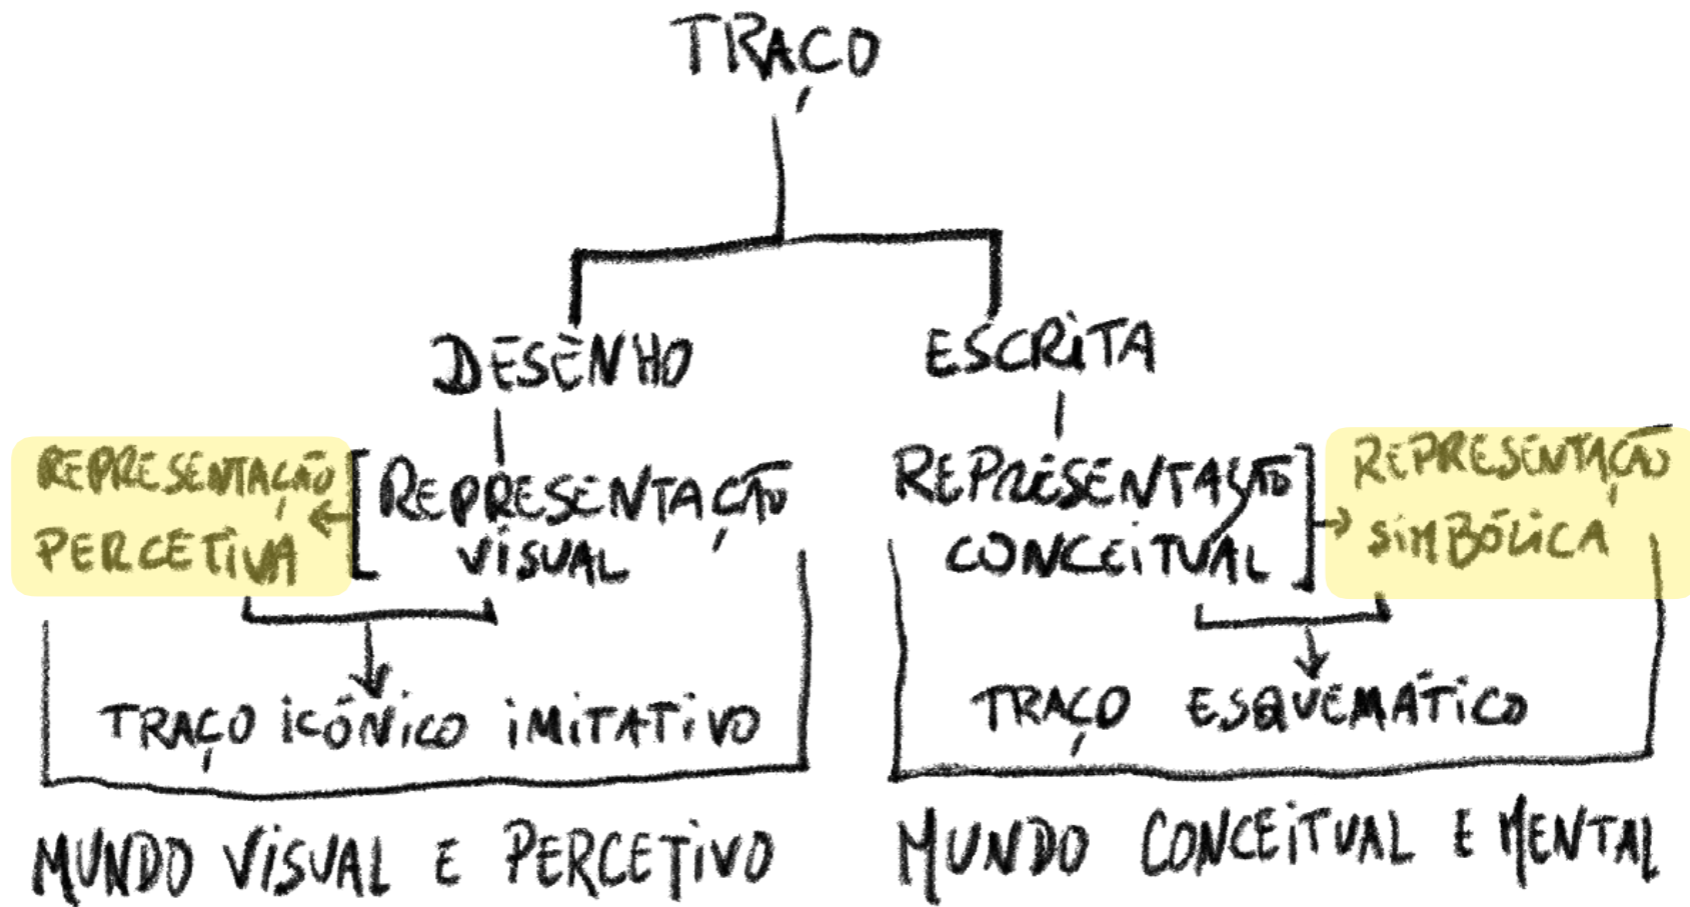 TRAÇO
DESENHO
ESCRiTA
REPRESENTAÇÃO
PERCETiVA
REPRESENTAÇÃO
ViSUAL
REPRESENTAÇÃO
CONCEiTUAL
REPRESENTAÇÃO
SiMBÓLiCA
TRAÇO iCÓNiCO iMiTATiVO
TRAÇO ESQUEMÁTiCO
MUNDO ViSUAL E PERCETiVO
MUNDO CONCEiTUAL E MENTAL